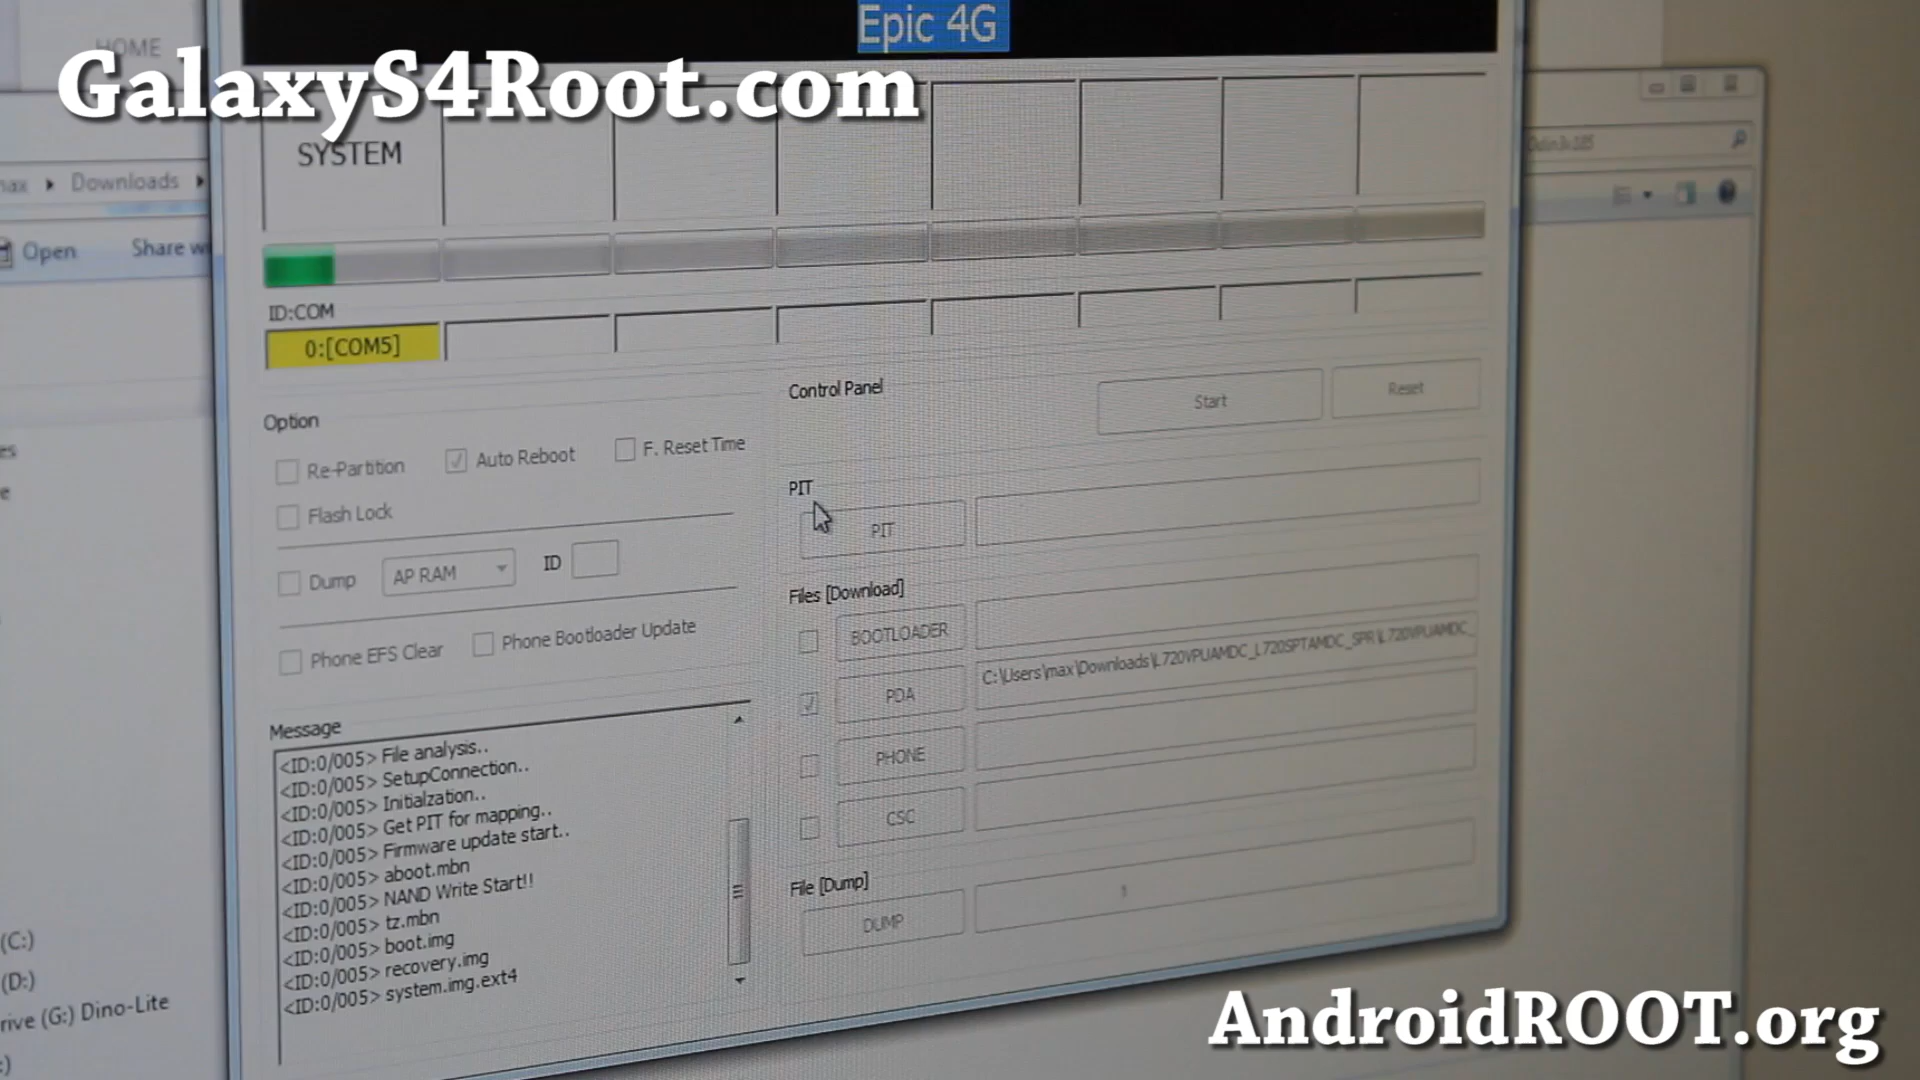 Epic 4G
HOME
GalaxyS4Root.com
SYSTEM
Odin3v185
max ▸ Downloads ▸
Open Share w
ID:COM
0:[COM5]
Control Panel
Start Reset
Option
Re-Partition Auto Reboot F. Reset Time
Flash Lock
PIT
PIT
Dump AP RAM ID
Files [Download]
BOOTLOADER
Phone EFS Clear Phone Bootloader Update
PDA C:\Users\max\Downloads\L720VPUAMDC_L720SPTAMDC_SPR\L720VPUAMDC_
PHONE
CSC
Message
<ID:0/005> File analysis..
<ID:0/005> SetupConnection..
<ID:0/005> Initialzation..
<ID:0/005> Get PIT for mapping..
<ID:0/005> Firmware update start..
<ID:0/005> aboot.mbn
<ID:0/005> NAND Write Start!!
<ID:0/005> tz.mbn
<ID:0/005> boot.img
<ID:0/005> recovery.img
<ID:0/005> system.img.ext4
File [Dump]
DUMP
(C:)
(D:)
rive (G:) Dino-Lite
AndroidROOT.org